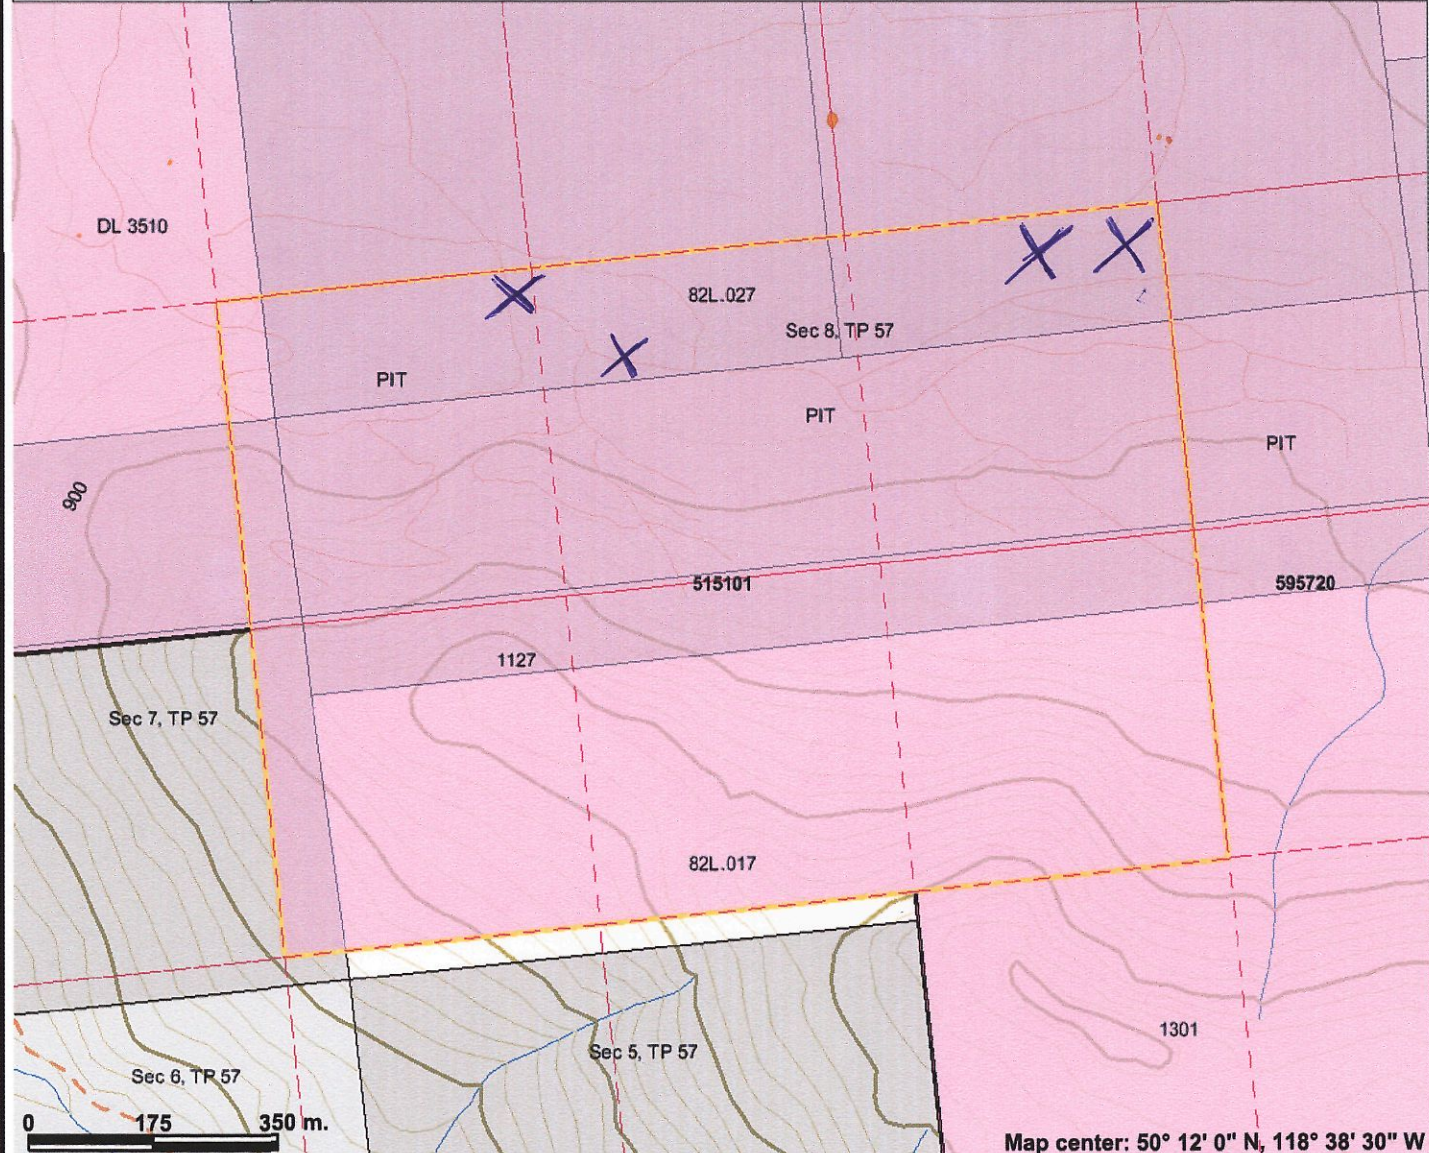 DL 3510
82L.027
Sec 8, TP 57
PIT
PIT
PIT
900
515101
595720
1127
Sec 7, TP 57
82L.017
1301
Sec 5, TP 57
Sec 6, TP 57
0 175 350 m.
Map center: 50° 12' 0" N, 118° 38' 30" W